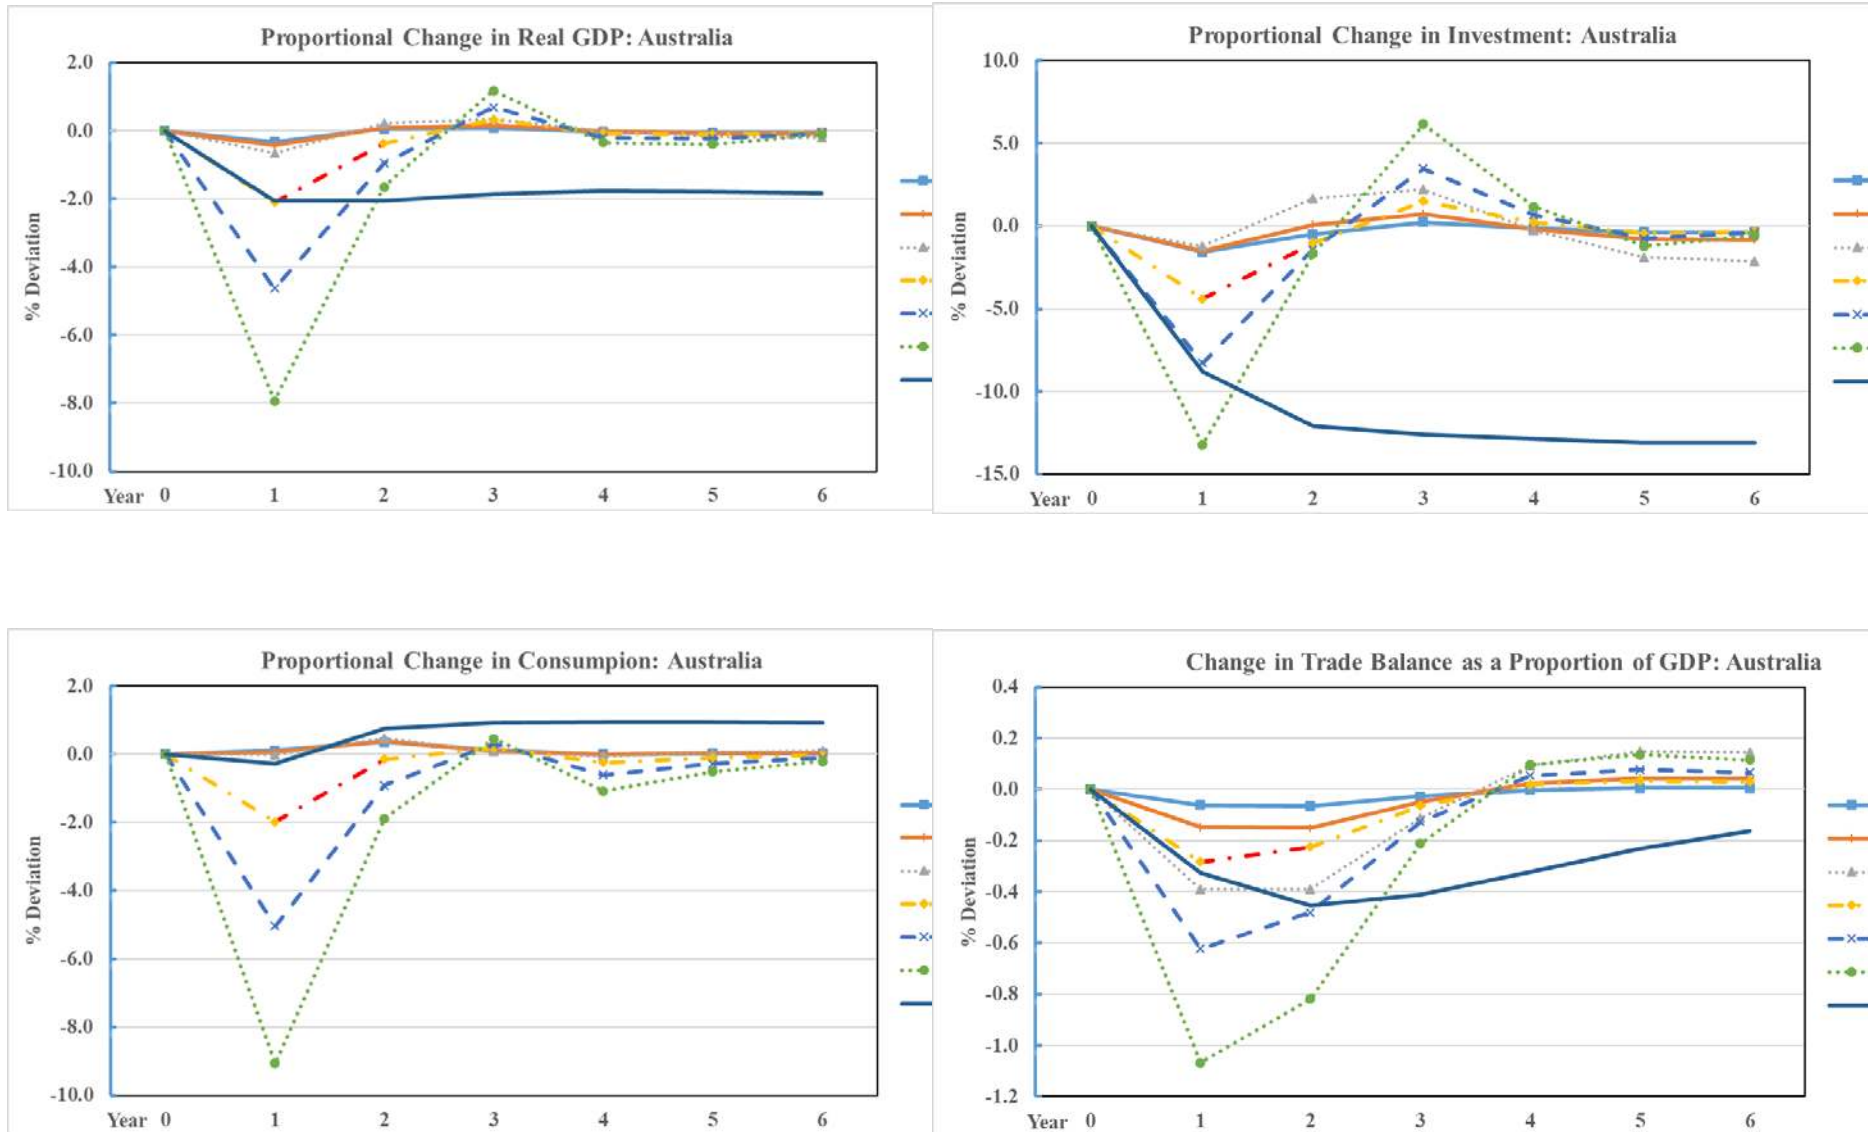 Proportional Change in Real GDP: Australia
2.0
0.0
-2.0
-4.0
-6.0
-8.0
-10.0
% Deviation
Year 0 1 2 3 4 5 6
Proportional Change in Investment: Australia
10.0
5.0
0.0
-5.0
-10.0
-15.0
% Deviation
Year 0 1 2 3 4 5 6
Proportional Change in Consumpion: Australia
2.0
0.0
-2.0
-4.0
-6.0
-8.0
-10.0
% Deviation
Year 0 1 2 3 4 5 6
Change in Trade Balance as a Proportion of GDP: Australia
0.4
0.2
0.0
-0.2
-0.4
-0.6
-0.8
-1.0
-1.2
% Deviation
Year 0 1 2 3 4 5 6